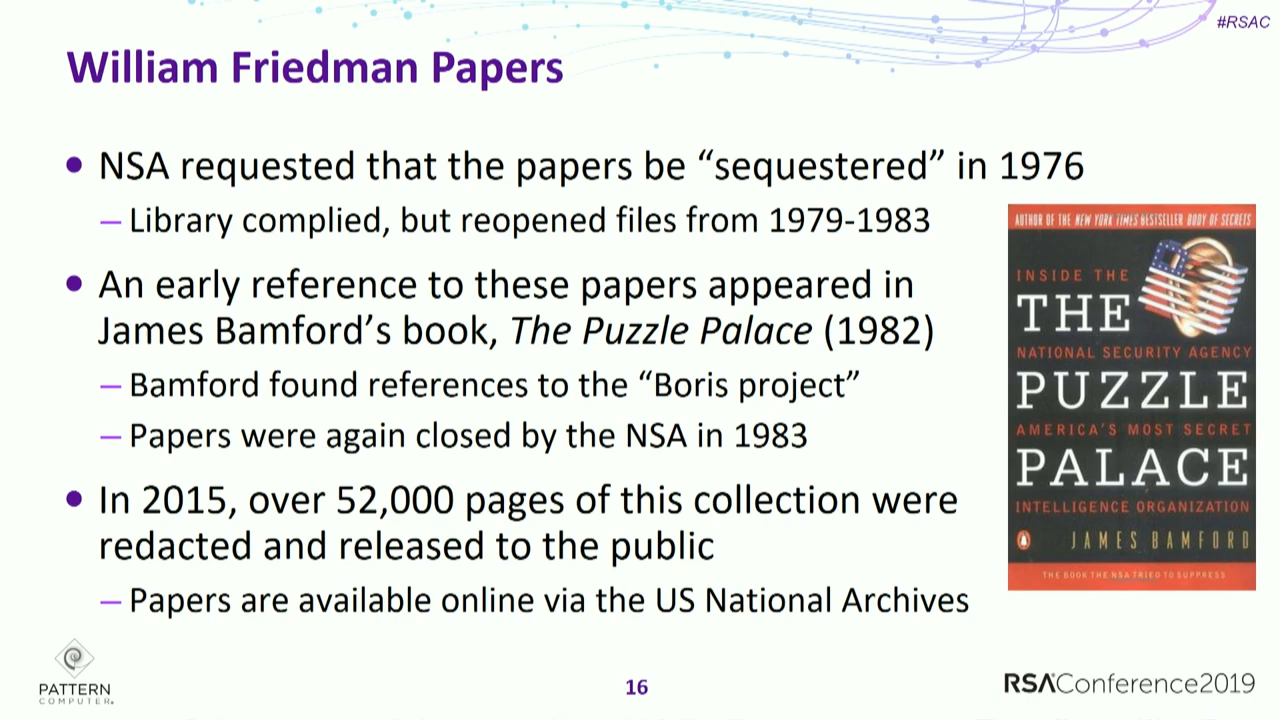 #RSAC
William Friedman Papers
• NSA requested that the papers be “sequestered” in 1976
– Library complied, but reopened files from 1979-1983
• An early reference to these papers appeared in
James Bamford’s book, The Puzzle Palace (1982)
– Bamford found references to the “Boris project”
– Papers were again closed by the NSA in 1983
• In 2015, over 52,000 pages of this collection were
redacted and released to the public
– Papers are available online via the US National Archives
AUTHOR OF THE NEW YORK TIMES BESTSELLER BODY OF SECRETS
INSIDE THE
THE
NATIONAL SECURITY AGENCY
PUZZLE
AMERICA'S MOST SECRET
PALACE
INTELLIGENCE ORGANIZATION
JAMES BAMFORD
THE BOOK THE NSA TRIED TO SUPPRESS
PATTERN
COMPUTER
16
RSAConference2019